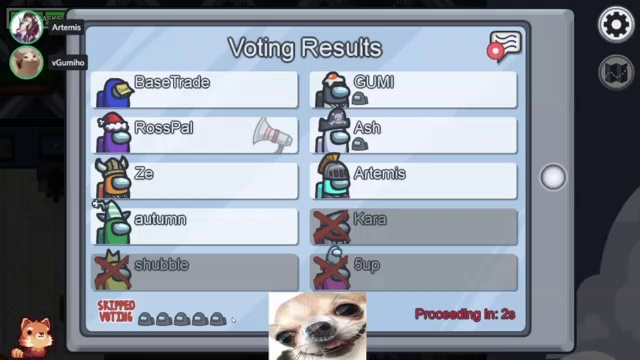 Artemis
vGumiho
Voting Results
BaseTrade
GUMI
RossPal
Ash
Ze
Artemis
autumn
Kara
shubble
5up
SKIPPED
VOTING
Proceeding In: 2s